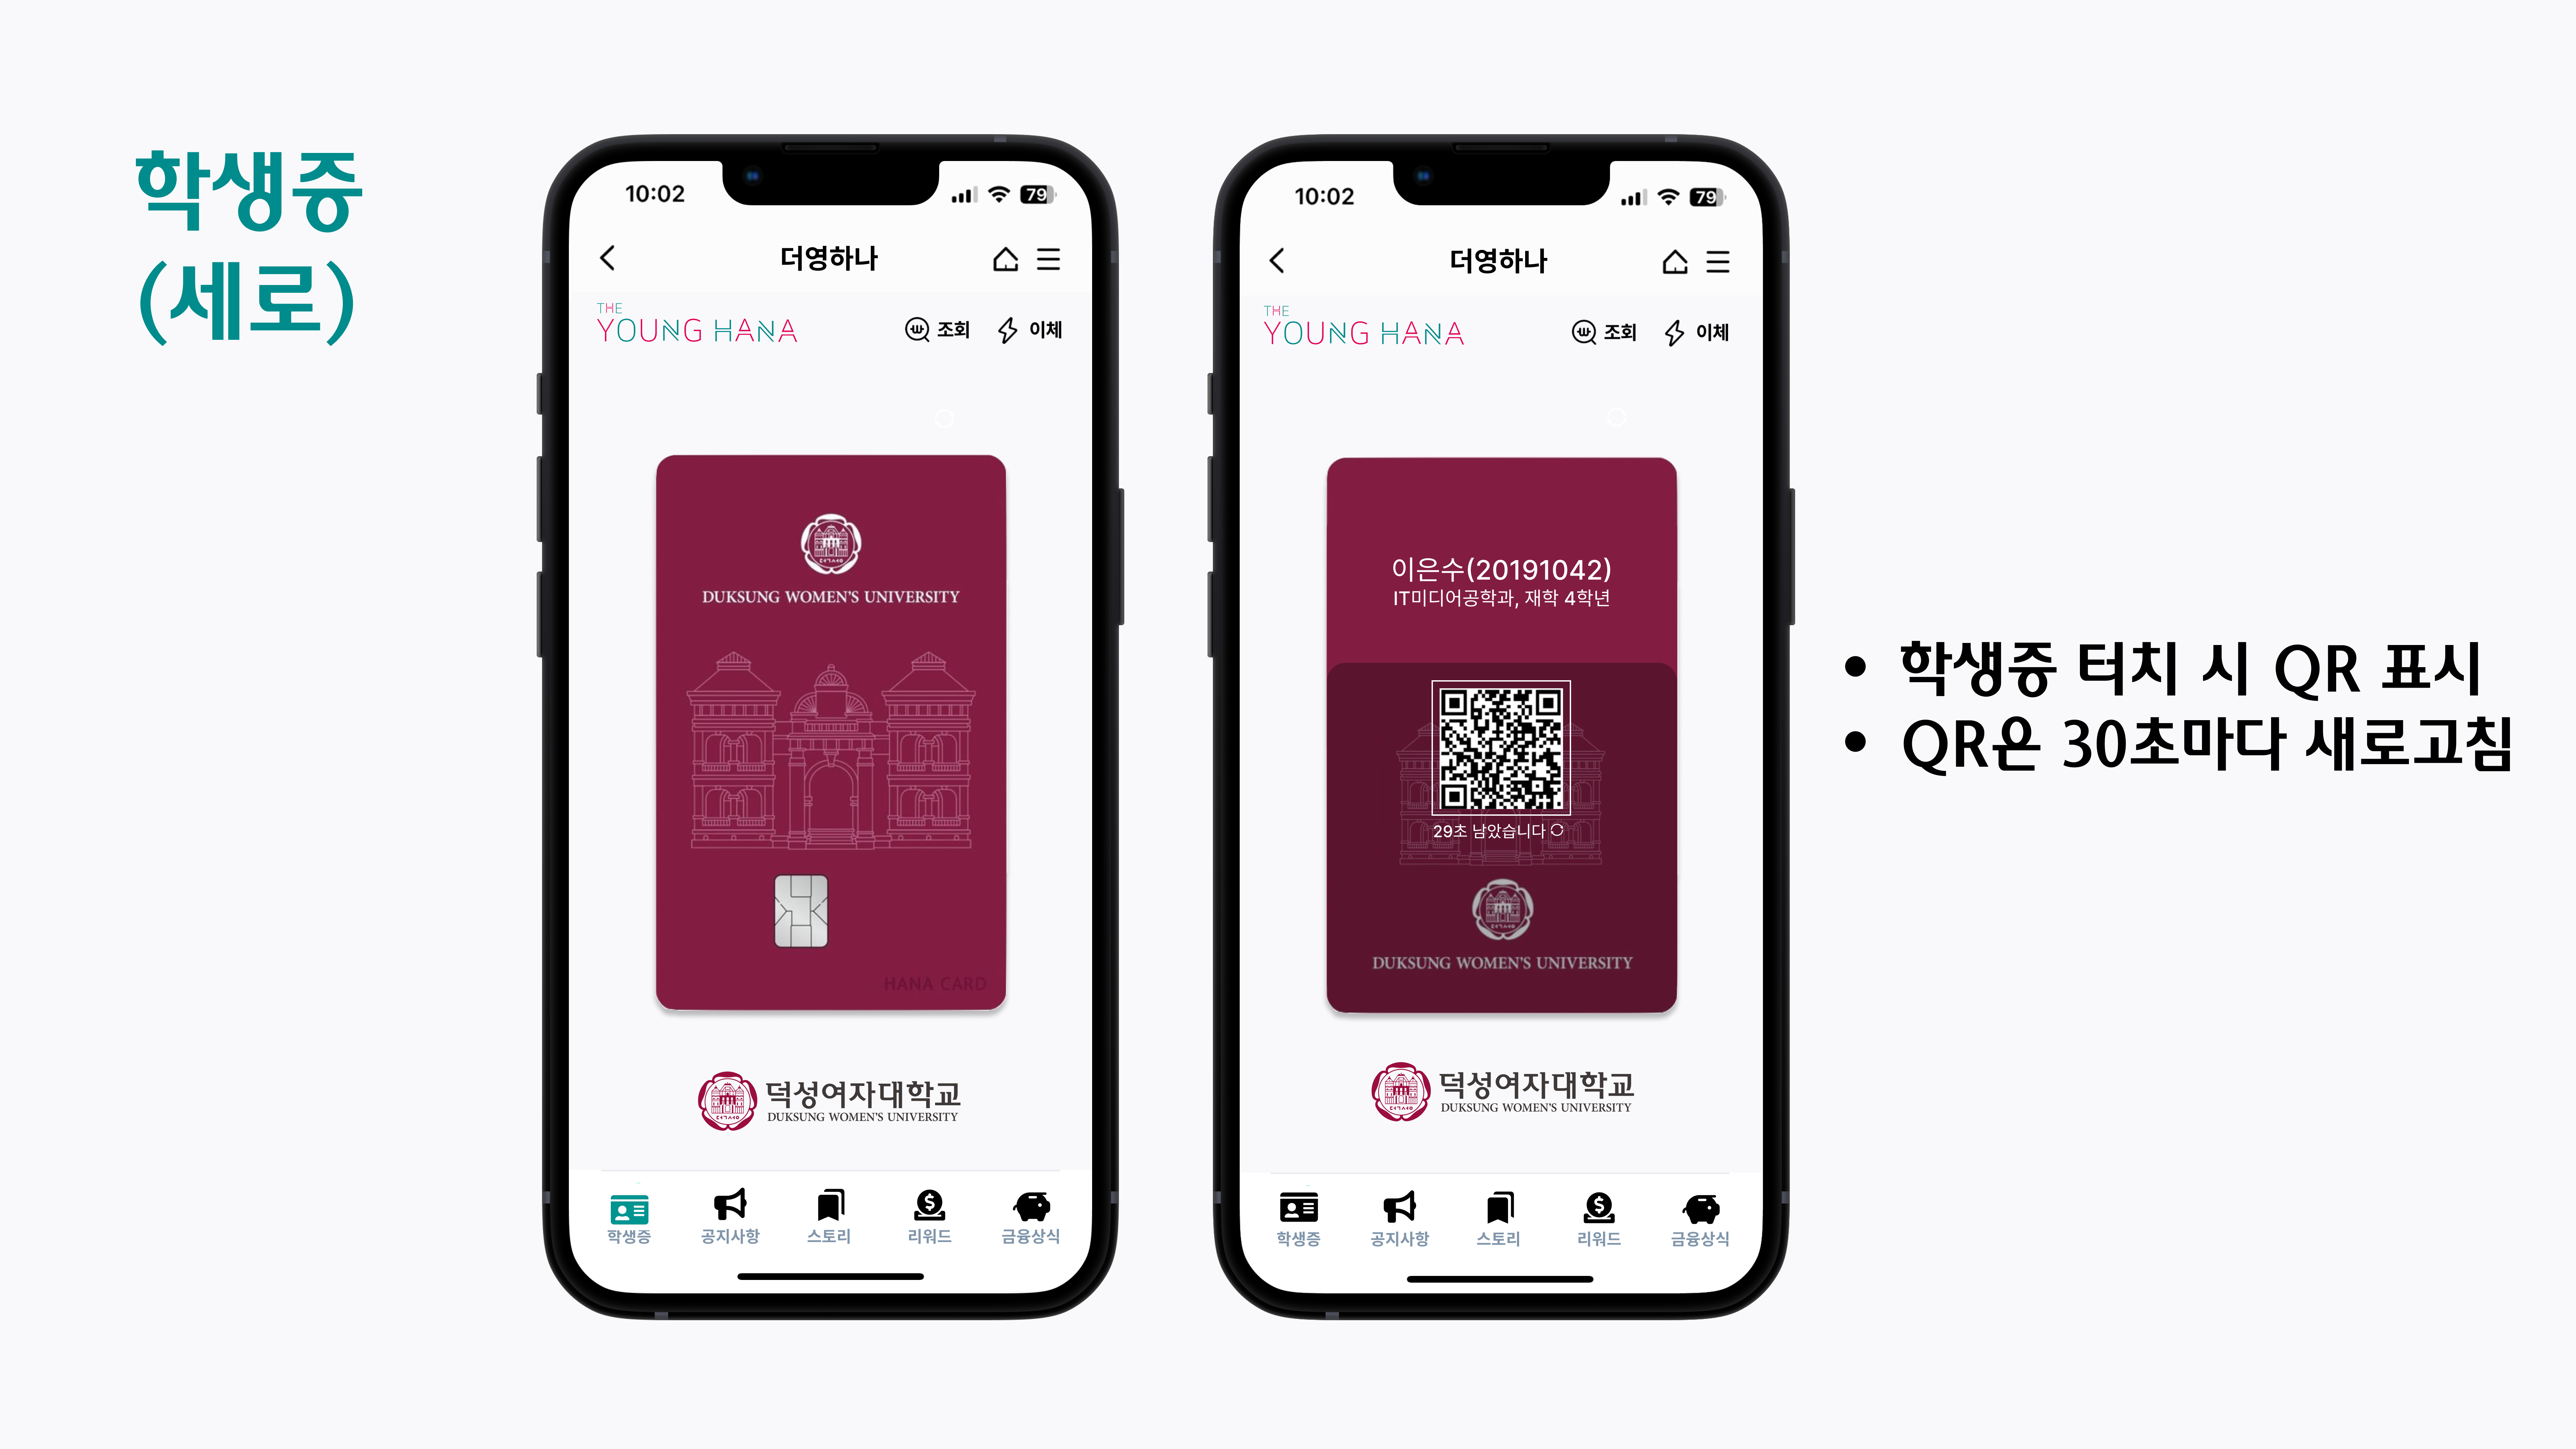 학생증
(세로)
10:02
79
더영하나
THE
YOUNG HANA
조회
이체
DUKSUNG WOMEN'S UNIVERSITY
HANA CARD
덕성여자대학교
DUKSUNG WOMEN'S UNIVERSITY
학생증
공지사항
스토리
리워드
금융상식
10:02
79
더영하나
THE
YOUNG HANA
조회
이체
이은수(20191042)
IT미디어공학과, 재학 4학년
29초 남았습니다
DUKSUNG WOMEN'S UNIVERSITY
덕성여자대학교
DUKSUNG WOMEN'S UNIVERSITY
학생증
공지사항
스토리
리워드
금융상식
• 학생증 터치 시 QR 표시
• QR은 30초마다 새로고침